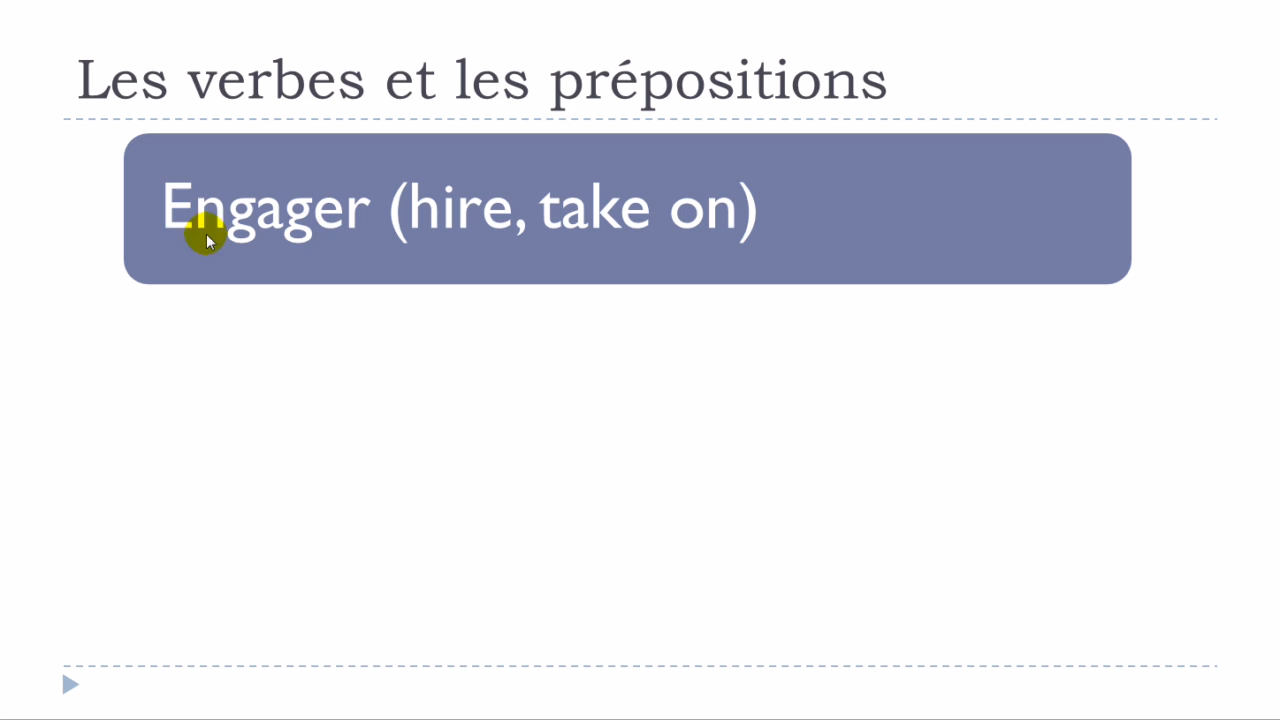 Les verbes et les prépositions
Engager (hire, take on)